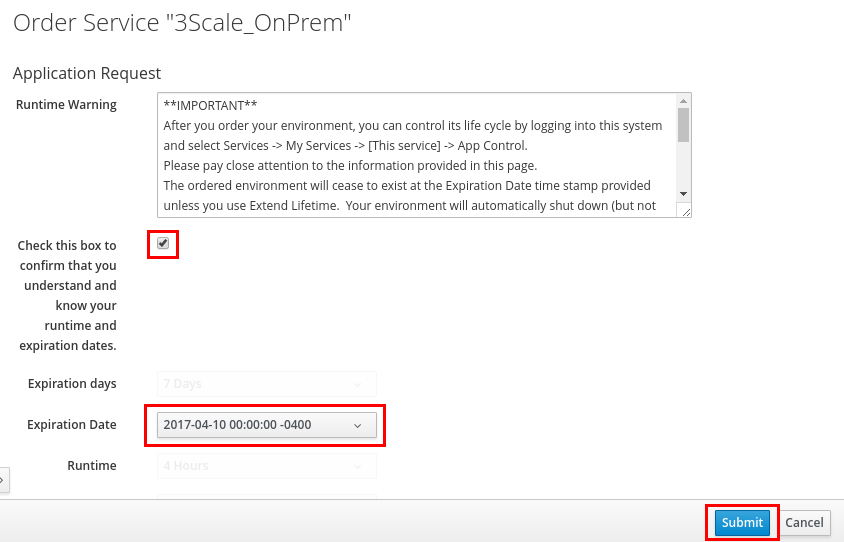 Order Service "3Scale_OnPrem"
Application Request
Runtime Warning
**IMPORTANT**
After you order your environment, you can control its life cycle by logging into this system
and select Services -> My Services -> [This service] -> App Control.
Please pay close attention to the information provided in this page.
The ordered environment will cease to exist at the Expiration Date time stamp provided
unless you use Extend Lifetime.  Your environment will automatically shut down (but not
Check this box to
confirm that you
understand and
know your
runtime and
expiration dates.
Expiration days
7 Days
Expiration Date
2017-04-10 00:00:00 -0400
Runtime
4 Hours
Submit
Cancel